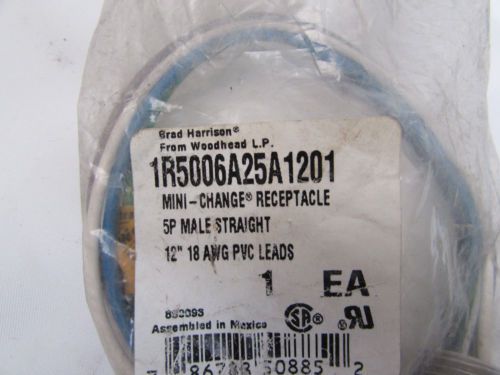 Brad Harrison®
From Woodhead L.P.
1R5006A25A1201
MINI-CHANGE® RECEPTACLE
5P MALE STRAIGHT
12" 18 AWG PVC LEADS
1 EA
Assembled in Mexico